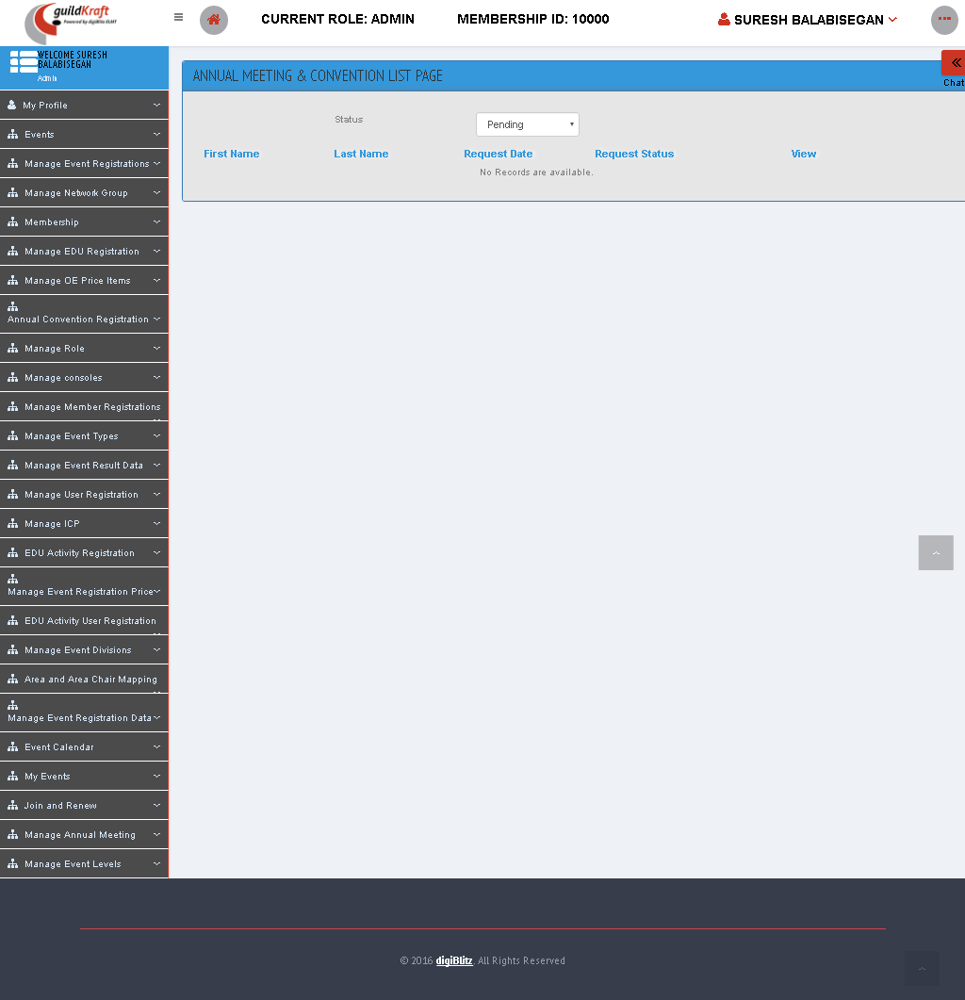 guildKraft
Powered by digiBlitz ELMT
CURRENT ROLE: ADMIN
MEMBERSHIP ID: 10000
SURESH BALABISEGAN
WELCOME SURESH
BALABISEGAN
Admin
My Profile
Events
Manage Event Registrations
Manage Network Group
Membership
Manage EDU Registration
Manage OE Price Items
Annual Convention Registration
Manage Role
Manage consoles
Manage Member Registrations
Manage Event Types
Manage Event Result Data
Manage User Registration
Manage ICP
EDU Activity Registration
Manage Event Registration Price
EDU Activity User Registration
Manage Event Divisions
Area and Area Chair Mapping
Manage Event Registration Data
Event Calendar
My Events
Join and Renew
Manage Annual Meeting
Manage Event Levels
ANNUAL MEETING & CONVENTION LIST PAGE
Chat
Status
Pending
First Name Last Name Request Date Request Status View
No Records are available.
© 2016 digiBlitz. All Rights Reserved